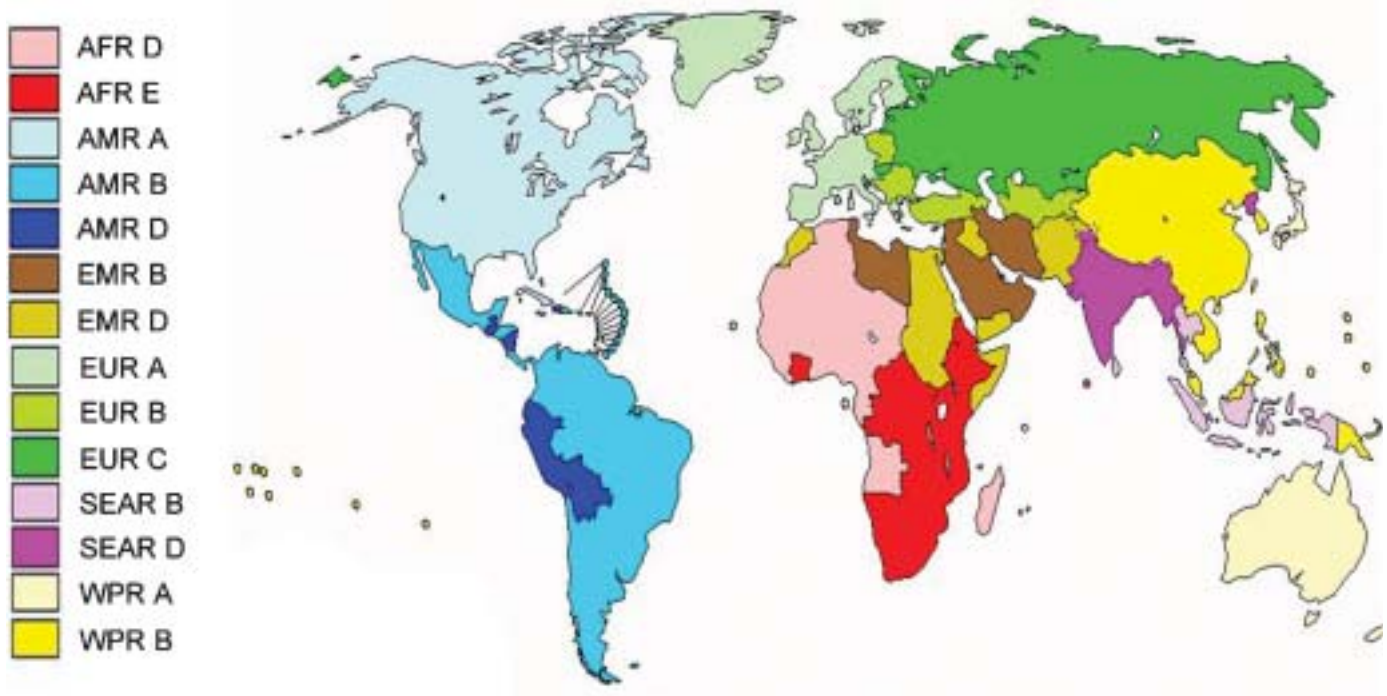 AFR D
AFR E
AMR A
AMR B
AMR D
EMR B
EMR D
EUR A
EUR B
EUR C
SEAR B
SEAR D
WPR A
WPR B